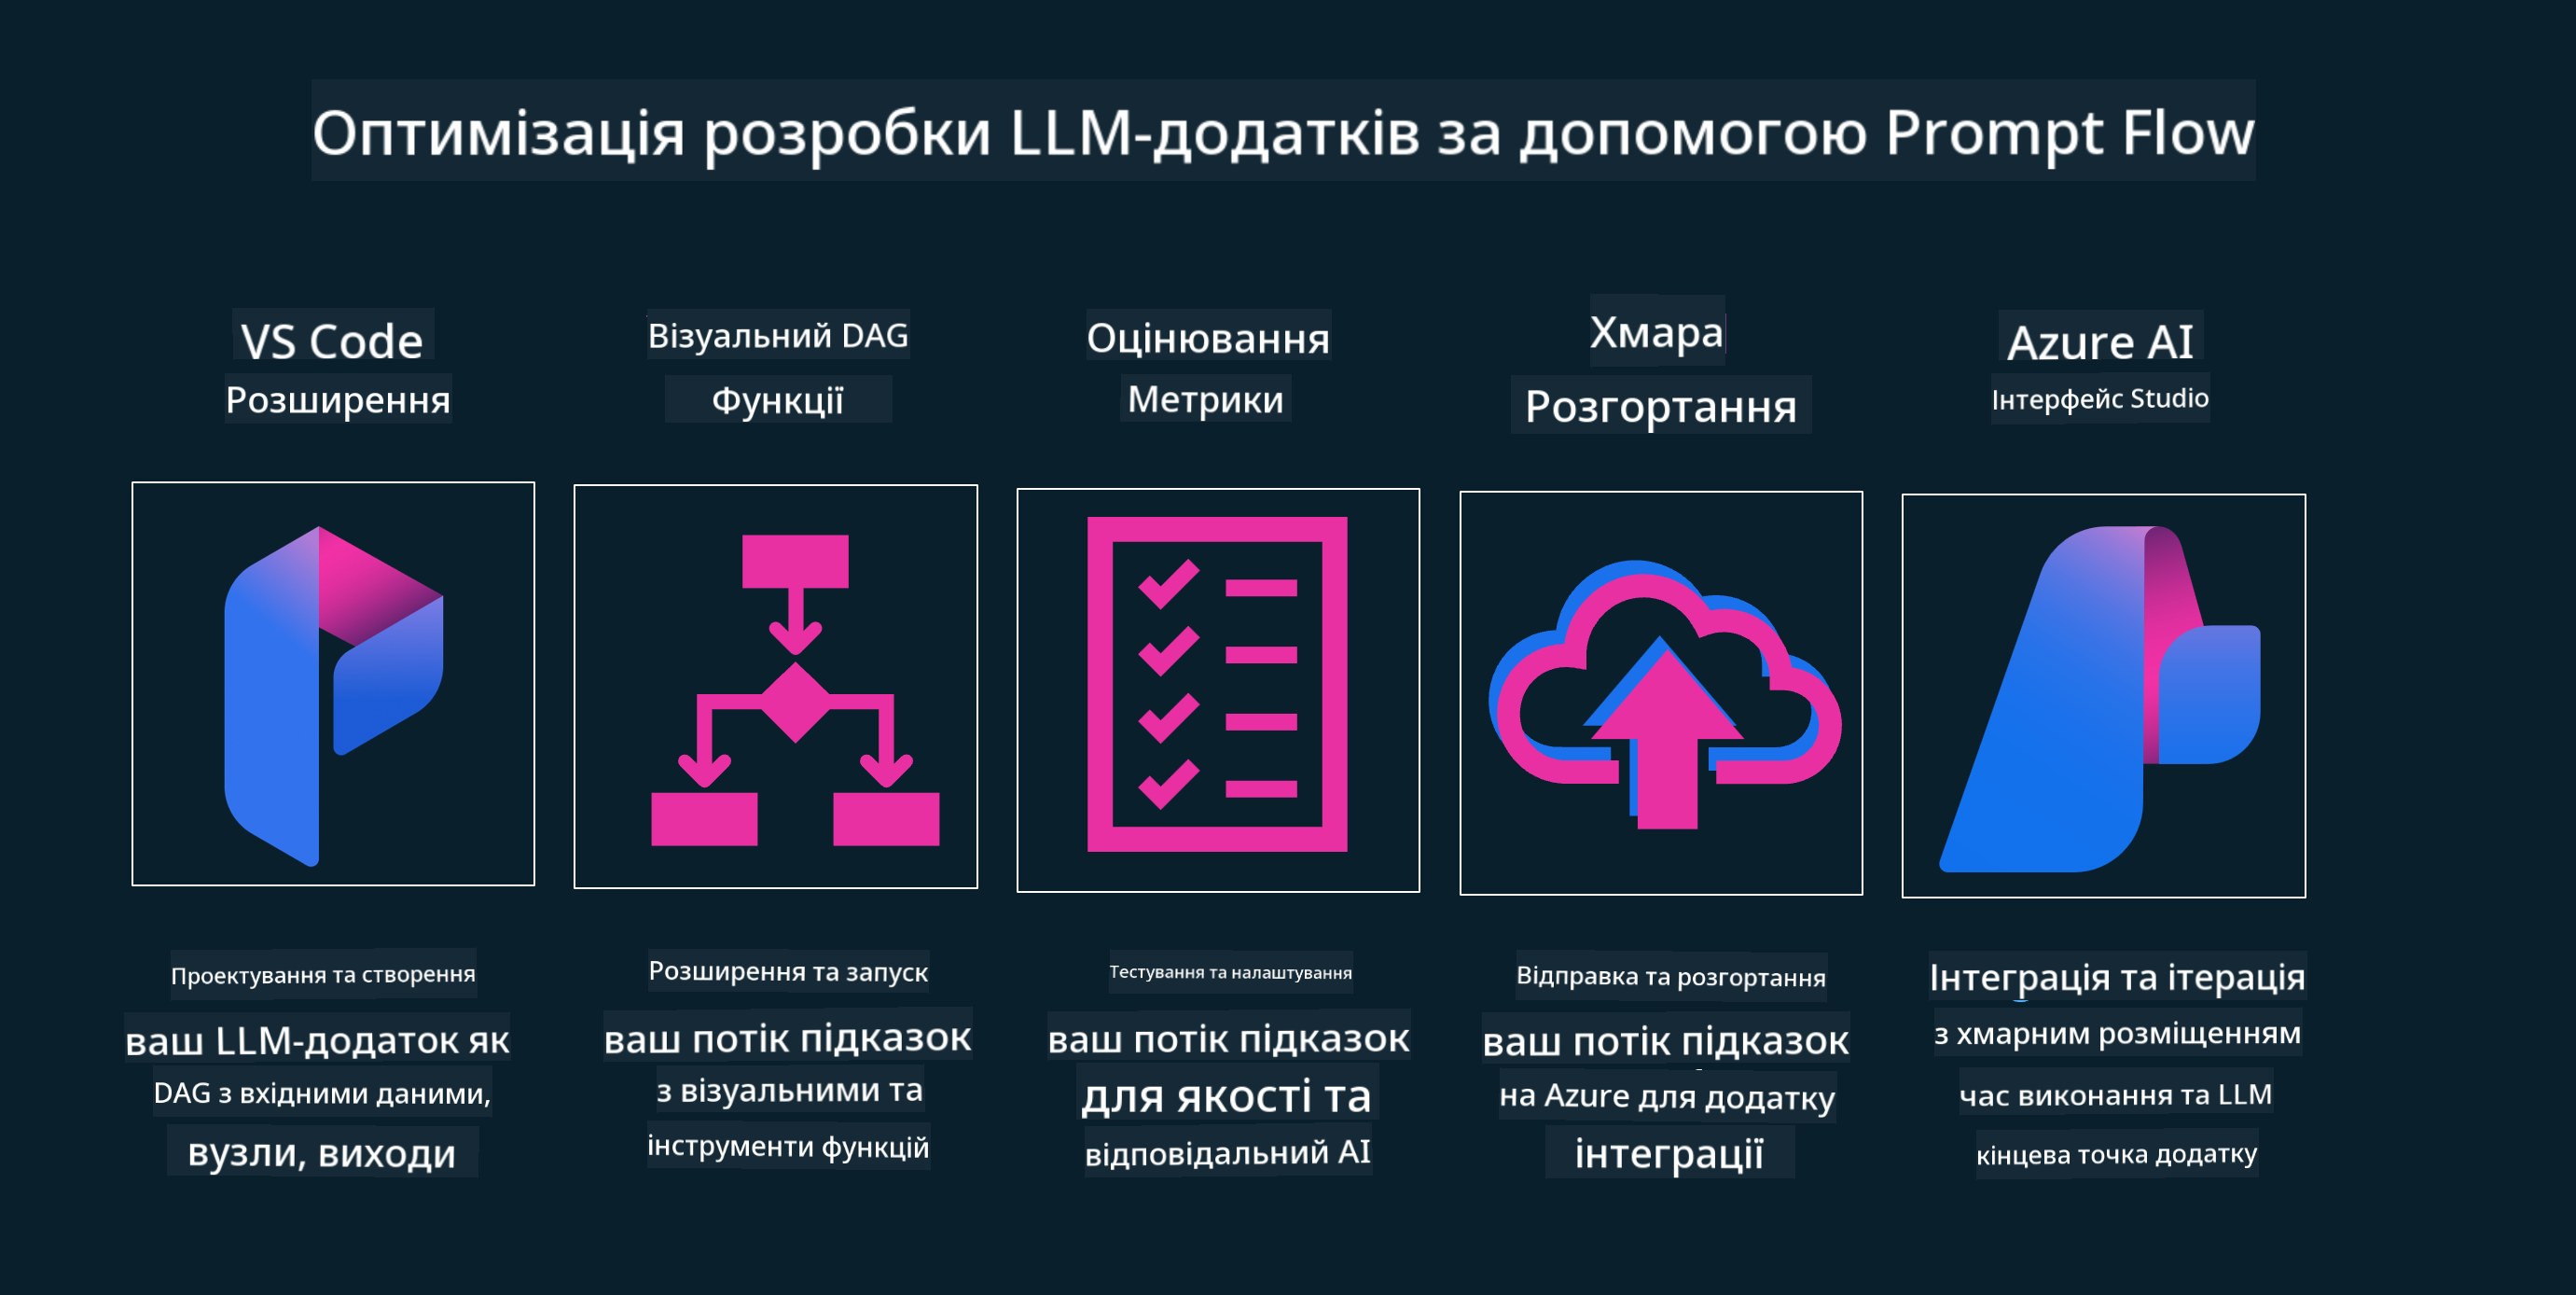 Оптимізація розробки LLM-додатків за допомогою Prompt Flow
VS Code
Розширення
Візуальний DAG
Функції
Оцінювання
Метрики
Хмара
Розгортання
Azure AI
Інтерфейс Studio
Проектування та створення
ваш LLM-додаток як
DAG з вхідними даними,
вузли, виходи
Розширення та запуск
ваш потік підказок
з візуальними та
інструменти функцій
Тестування та налаштування
ваш потік підказок
для якості та
відповідальний AI
Відправка та розгортання
ваш потік підказок
на Azure для додатку
інтеграції
Інтеграція та ітерація
з хмарним розміщенням
час виконання та LLM
кінцева точка додатку